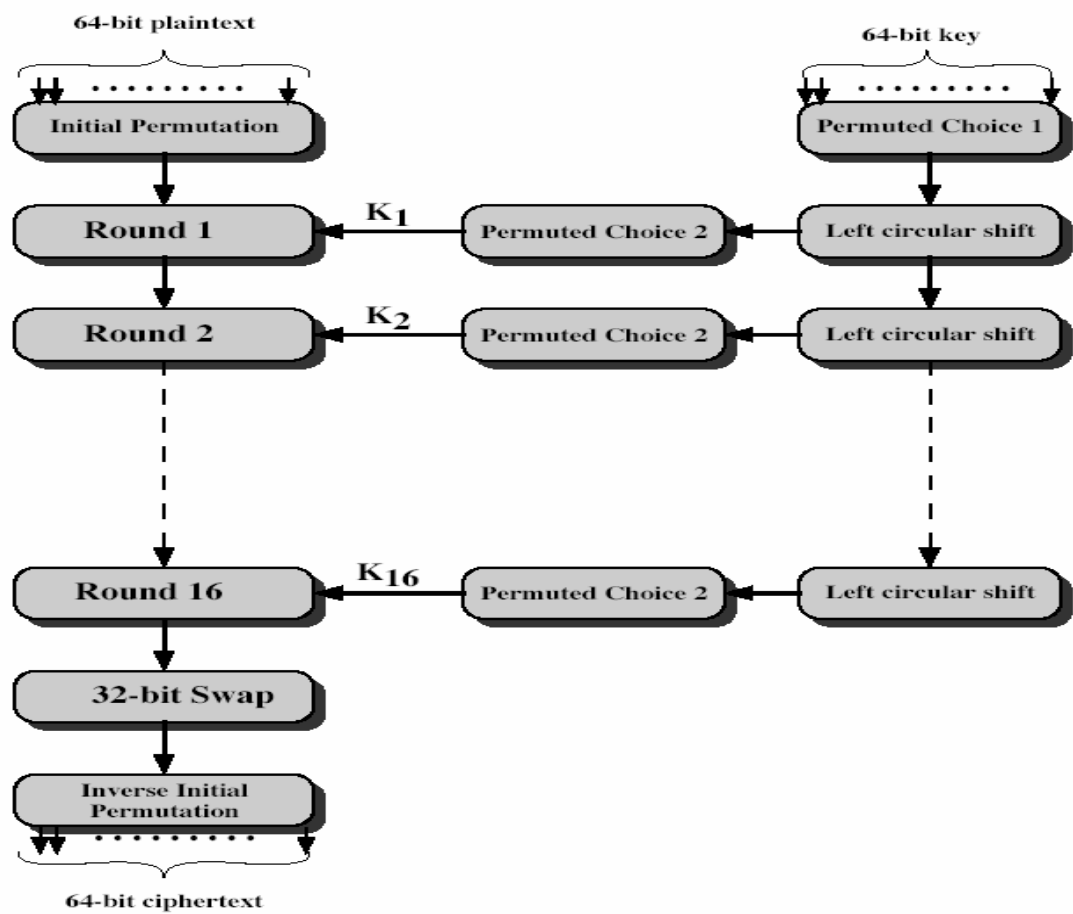 64-bit plaintext
64-bit key
Initial Permutation
Permuted Choice 1
Round 1
K1
Permuted Choice 2
Left circular shift
Round 2
K2
Permuted Choice 2
Left circular shift
Round 16
K16
Permuted Choice 2
Left circular shift
32-bit Swap
Inverse Initial
Permutation
64-bit ciphertext